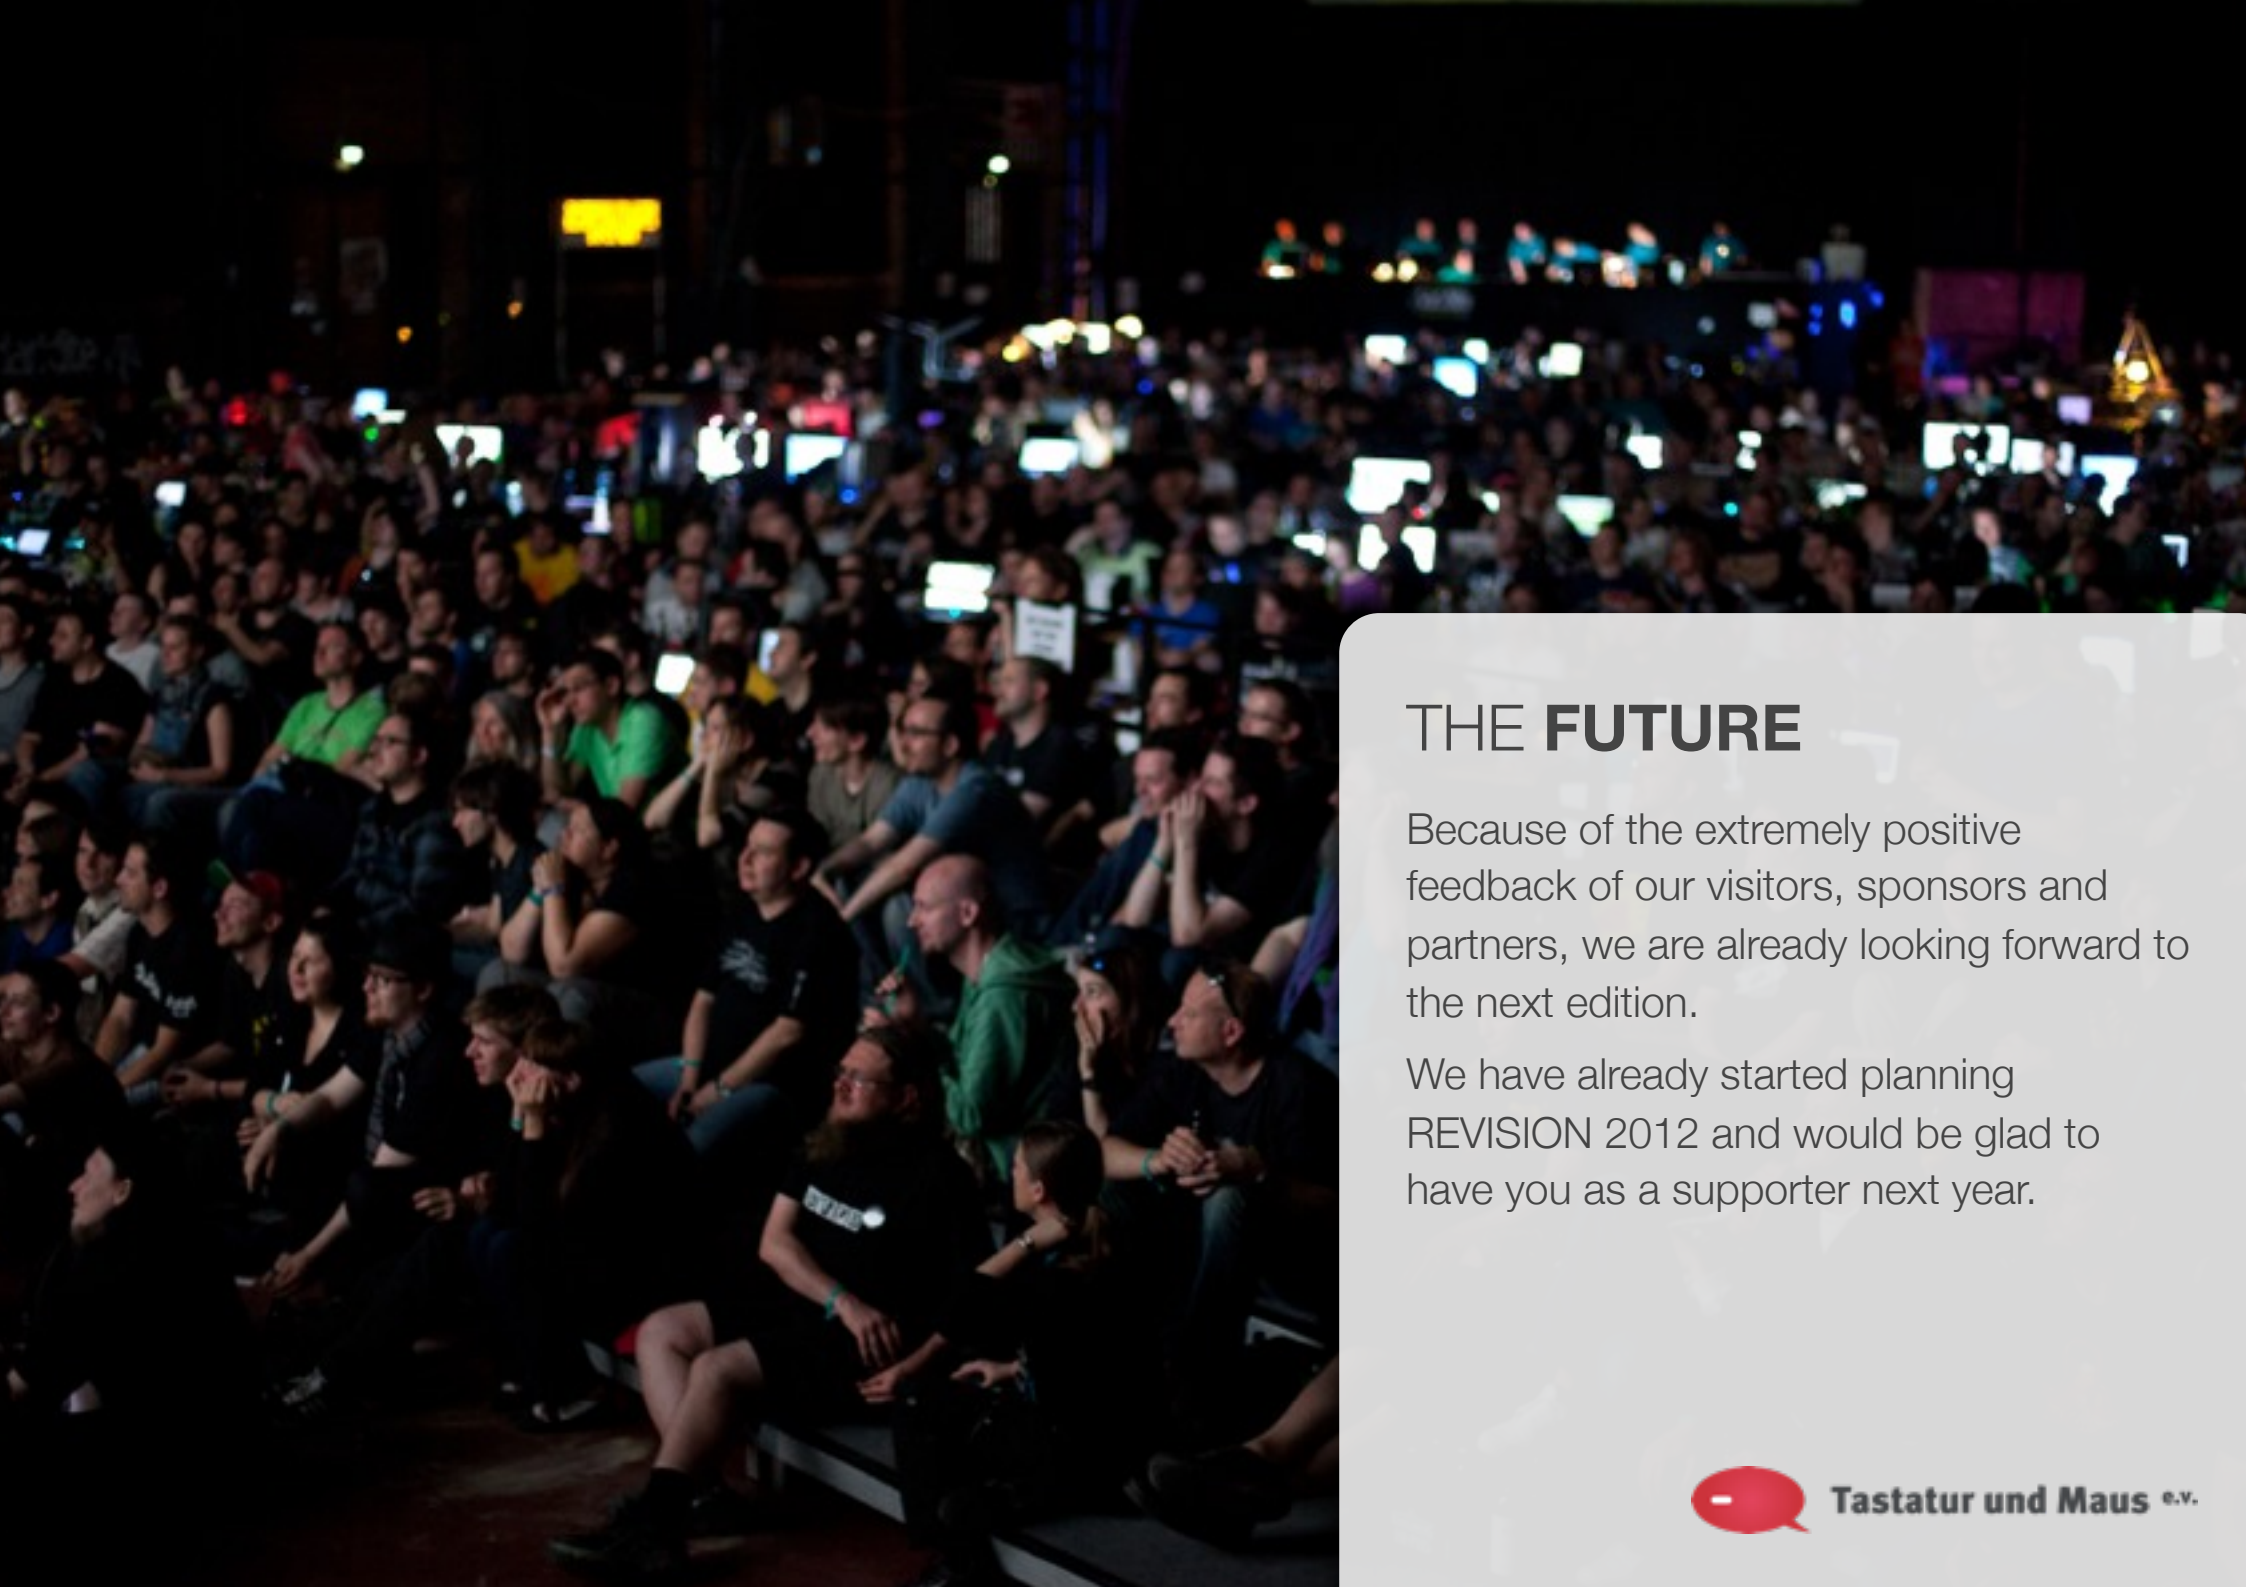 THE FUTURE
Because of the extremely positive
feedback of our visitors, sponsors and
partners, we are already looking forward to
the next edition.
We have already started planning
REVISION 2012 and would be glad to
have you as a supporter next year.
Tastatur und Maus e.v.